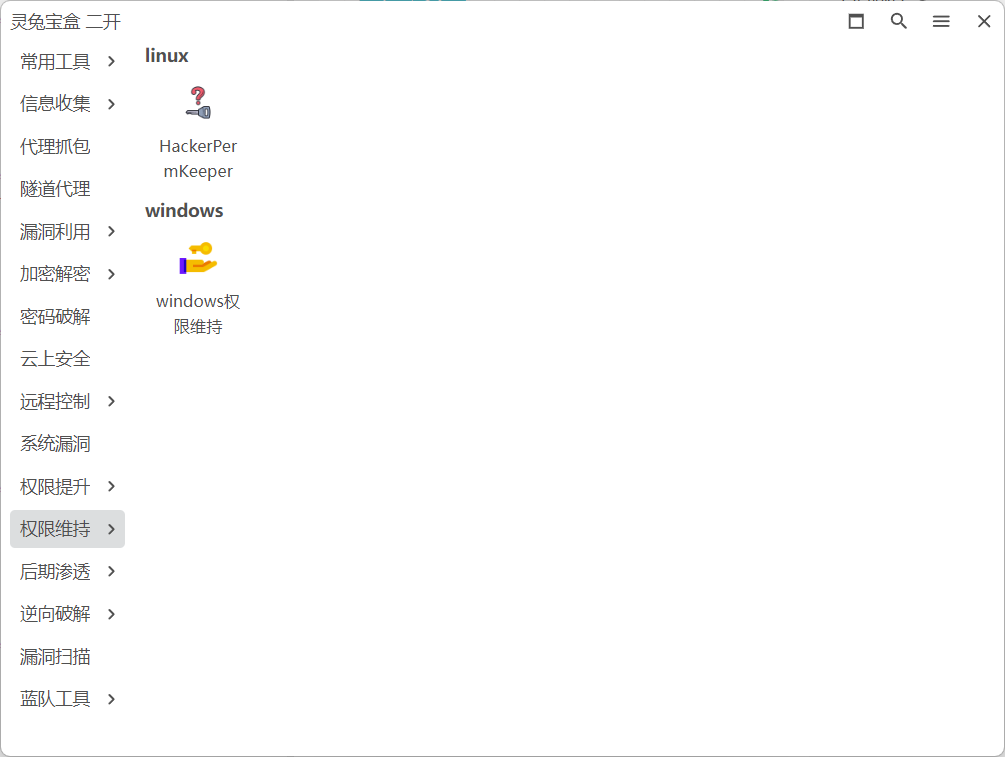 灵兔宝盒 二开
常用工具
信息收集
代理抓包
隧道代理
漏洞利用
加密解密
密码破解
云上安全
远程控制
系统漏洞
权限提升
权限维持
后期渗透
逆向破解
漏洞扫描
蓝队工具
linux
HackerPer
mKeeper
windows
windows权
限维持